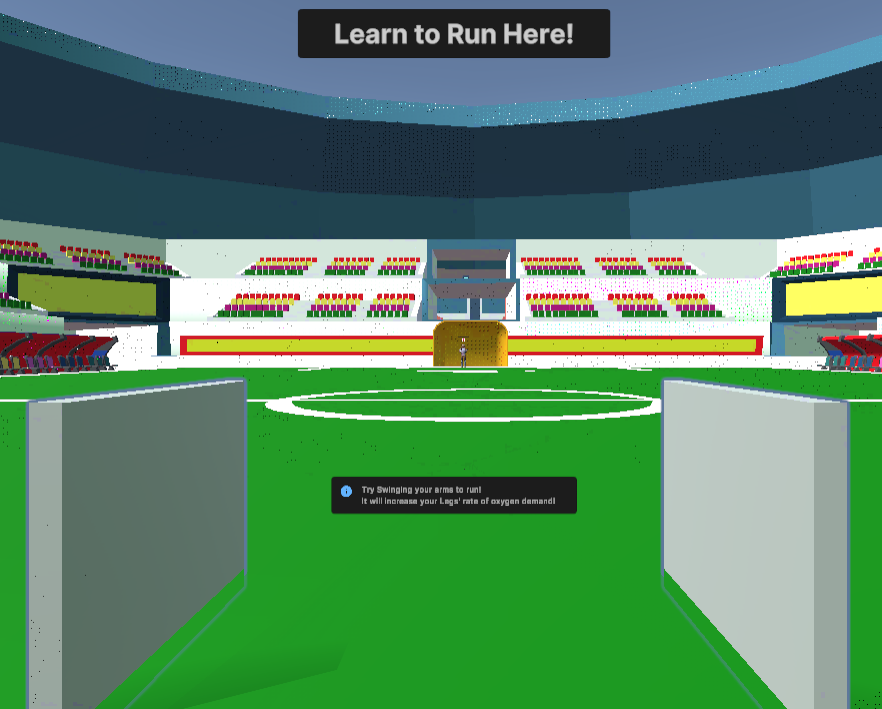 Learn to Run Here!
Try Swinging your arms to run!
It will increase your Legs' rate of oxygen demand!